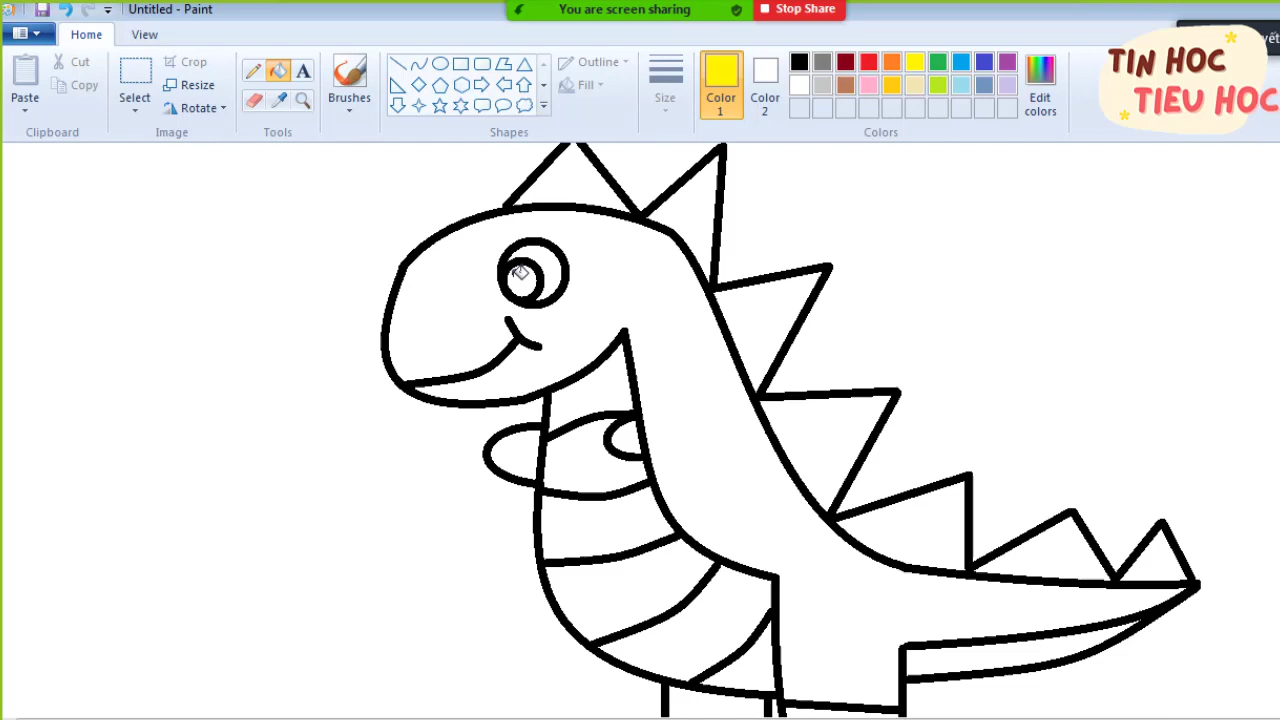 Untitled - Paint
You are screen sharing
Stop Share
Home
View
Paste
Cut
Copy
Clipboard
Select
Crop
Resize
Rotate
Image
A
Tools
Brushes
Outline
Fill
Shapes
Size
Color
1
Color
2
Edit
colors
Colors
TIN HOC
TIEU HOC